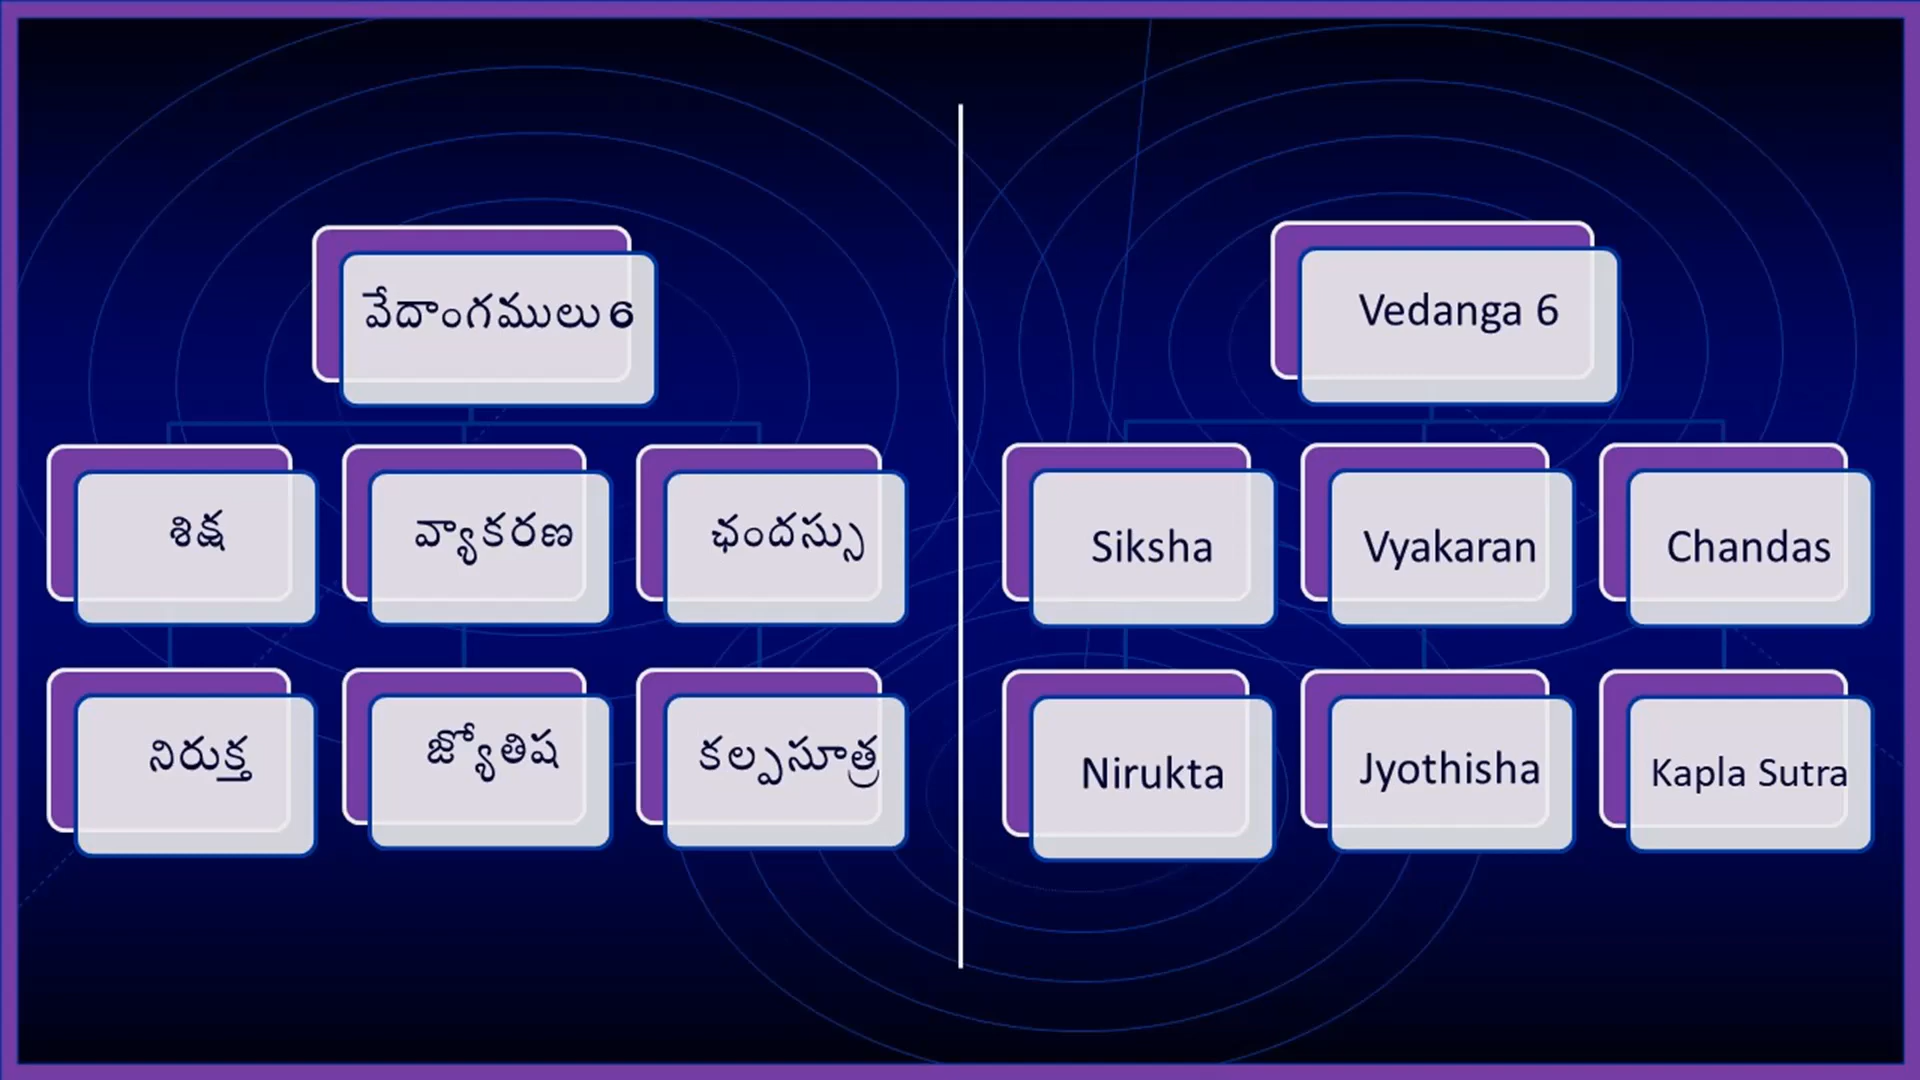 వేదాంగములు 6
శిక్ష
వ్యాకరణ
ఛందస్సు
నిరుక్త
జ్యోతిష
కల్పసూత్ర
Vedanga 6
Siksha
Vyakaran
Chandas
Nirukta
Jyothisha
Kapla Sutra